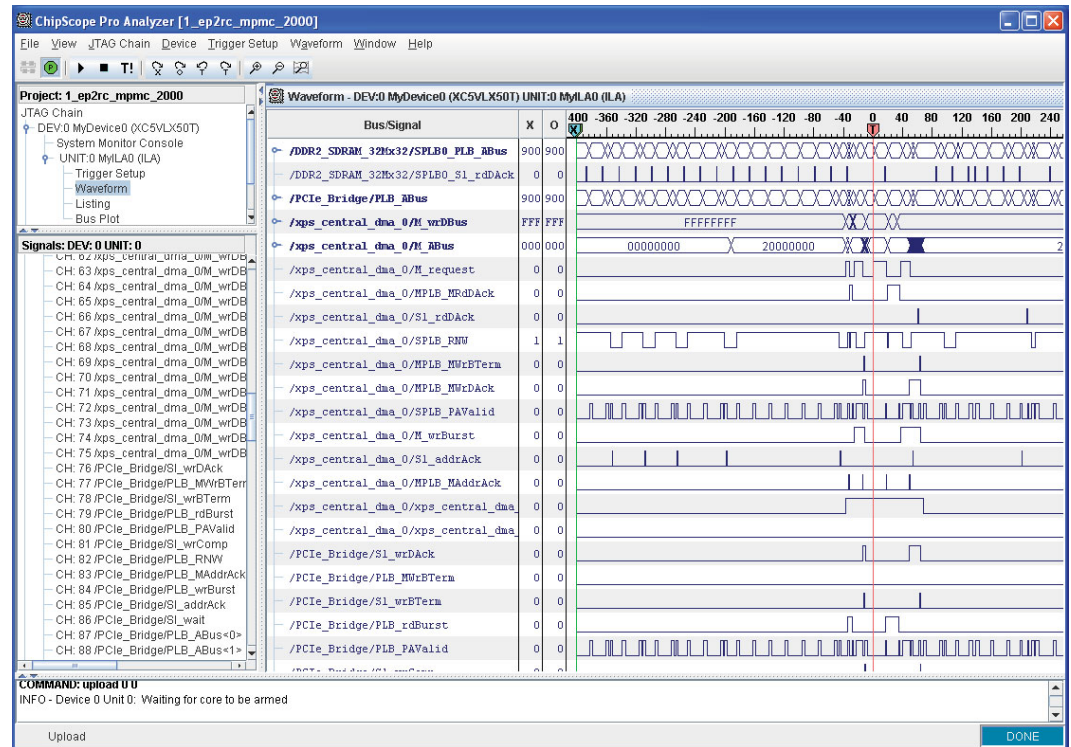 ChipScope Pro Analyzer [1_ep2rc_mpmc_2000]
File View JTAG Chain Device Trigger Setup Waveform Window Help
T!
Project: 1_ep2rc_mpmc_2000
JTAG Chain
DEV:0 MyDevice0 (XC5VLX50T)
System Monitor Console
UNIT:0 MyILA0 (ILA)
Trigger Setup
Waveform
Listing
Bus Plot
Signals: DEV: 0 UNIT: 0
CH: 62 /xps_central_dma_0/M_wrDB
CH: 63 /xps_central_dma_0/M_wrDB
CH: 64 /xps_central_dma_0/M_wrDB
CH: 65 /xps_central_dma_0/M_wrDB
CH: 66 /xps_central_dma_0/M_wrDB
CH: 67 /xps_central_dma_0/M_wrDB
CH: 68 /xps_central_dma_0/M_wrDB
CH: 69 /xps_central_dma_0/M_wrDB
CH: 70 /xps_central_dma_0/M_wrDB
CH: 71 /xps_central_dma_0/M_wrDB
CH: 72 /xps_central_dma_0/M_wrDB
CH: 73 /xps_central_dma_0/M_wrDB
CH: 74 /xps_central_dma_0/M_wrDB
CH: 75 /xps_central_dma_0/M_wrDB
CH: 76 /PCIe_Bridge/Sl_wrDAck
CH: 77 /PCIe_Bridge/PLB_MWrBTerr
CH: 78 /PCIe_Bridge/Sl_wrBTerm
CH: 79 /PCIe_Bridge/PLB_rdBurst
CH: 80 /PCIe_Bridge/PLB_PAValid
CH: 81 /PCIe_Bridge/Sl_wrComp
CH: 82 /PCIe_Bridge/PLB_RNW
CH: 83 /PCIe_Bridge/PLB_MAddrAck
CH: 84 /PCIe_Bridge/PLB_wrBurst
CH: 85 /PCIe_Bridge/Sl_addrAck
CH: 86 /PCIe_Bridge/Sl_wait
CH: 87 /PCIe_Bridge/PLB_ABus<0>
CH: 88 /PCIe_Bridge/PLB_ABus<1>
Waveform - DEV:0 MyDevice0 (XC5VLX50T) UNIT:0 MyILA0 (ILA)
Bus/Signal X O 400 -360 -320 -280 -240 -200 -160 -120 -80 -40 0 40 80 120 160 200 240
X T
/DDR2_SDRAM_32Mx32/SPLB0_PLB_ABus 900 900
/DDR2_SDRAM_32Mx32/SPLB0_Sl_rdDAck 0 0
/PCIe_Bridge/PLB_ABus 900 900
/xps_central_dma_0/M_wrDBus FFF FFF FFFFFFFF
/xps_central_dma_0/M_ABus 000 000 00000000 20000000 2
/xps_central_dma_0/M_request 0 0
/xps_central_dma_0/MPLB_MRdDAck 0 0
/xps_central_dma_0/Sl_rdDAck 0 0
/xps_central_dma_0/SPLB_RNW 1 1
/xps_central_dma_0/MPLB_MWrBTerm 0 0
/xps_central_dma_0/MPLB_MWrDAck 0 0
/xps_central_dma_0/SPLB_PAValid 0 0
/xps_central_dma_0/M_wrBurst 0 0
/xps_central_dma_0/Sl_addrAck 0 0
/xps_central_dma_0/MPLB_MAddrAck 0 0
/xps_central_dma_0/xps_central_dma_ 0 0
/xps_central_dma_0/xps_central_dma_ 0 0
/PCIe_Bridge/Sl_wrDAck 0 0
/PCIe_Bridge/PLB_MWrBTerm 0 0
/PCIe_Bridge/Sl_wrBTerm 0 0
/PCIe_Bridge/PLB_rdBurst 0 0
/PCIe_Bridge/PLB_PAValid 0 0
COMMAND: upload 0 0
INFO - Device 0 Unit 0: Waiting for core to be armed
Upload DONE